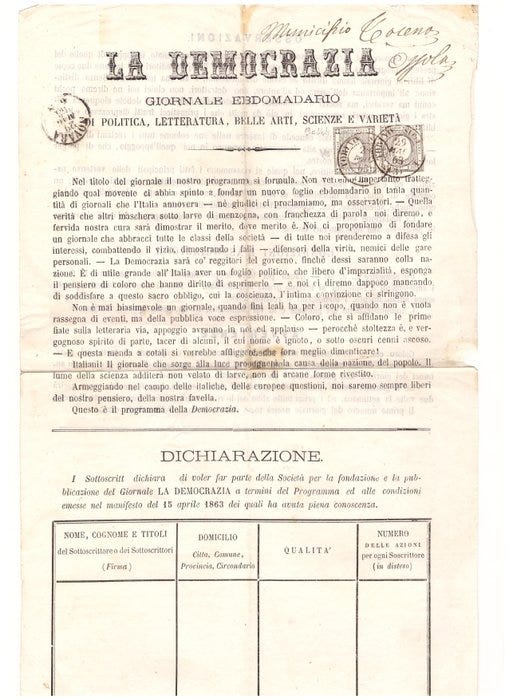 Municipio Toceno
LA DEMOCRAZIA
GIORNALE EBDOMADARIO
DI POLITICA, LETTERATURA, BELLE ARTI, SCIENZE E VARIETÀ
NOVARA
TORINO
29
63
Nel titolo del giornale il nostro programma si formula. Non verremo importanto tratteg-
giando qual movente ci abbia spinto a fondar un nuovo foglio ebdomadario in tanta quantità
di giornali che l'Italia annovera — nè giudici ci proclamiamo, ma osservatori. — Quella
verità che altri maschera sotto larve di menzogna, con franchezza di parola noi diremo, e
fervida nostra cura sarà dimostrar il merito, dove merito è. Noi ci proponiamo di fondare
un giornale che abbracci tutte le classi della società — di tutte noi prenderemo a difesa gli
interessi, combattendo il vizio, dimostrando i falli — difensori della virtù, nemici delle gare
personali. — La Democrazia sarà co' reggitori nel governo, finchè dessi saranno colla na-
zione. È di utile grande all'Italia aver un foglio politico, che libero d'imparzialità, esponga
il pensiero di coloro che hanno diritto di esprimerlo — e noi ci diremo dappoco mancando
di soddisfare a questo sacro obbligo, cui la coscienza, l'intima convinzione ci stringono.
Non è mai biasimevole un giornale, quando fini leali ha per iscopo, quando non è vuota
rassegna di eventi, ma della pubblica voce espressione. — Coloro, che si affidano le prime
fiate sulla letteraria via, appoggio avranno in noi ed applauso — perocchè stoltezza è, e ver-
gognoso spirito di parte, tacer di alcuni, il cui nome è ignoto, o sotto oscuri cenni ascoso.
— E questa menda a cotali si vorrebbe affiggere, che fora meglio dimenticare!
Italiani! Il giornale che sorge alla luce propugnerà la causa della nazione, del popolo. Il
lume della scienza additerà non velato di larve, non di arcane forme rivestito.
Armeggiando nel campo delle italiche, delle europee questioni, noi saremo sempre liberi
del nostro pensiero, della nostra favella.
Questo è il programma della Democrazia.
DICHIARAZIONE.
I Sottoscritt dichiara di voler far parte della Società per la fondazione e la pub-
blicazione del Giornale LA DEMOCRAZIA a termini del Programma ed alle condizioni
emesse nel manifesto del 15 aprile 1863 dei quali ha avuta piena conoscenza.
NOME, COGNOME E TITOLI
del Sottoscrittore o dei Sottoscrittori
(Firma)
DOMICILIO
Città, Comune,
Provincia, Circondario
QUALITA'
NUMERO
DELLE AZIONI
per ogni Soscrittore
(in disteso)